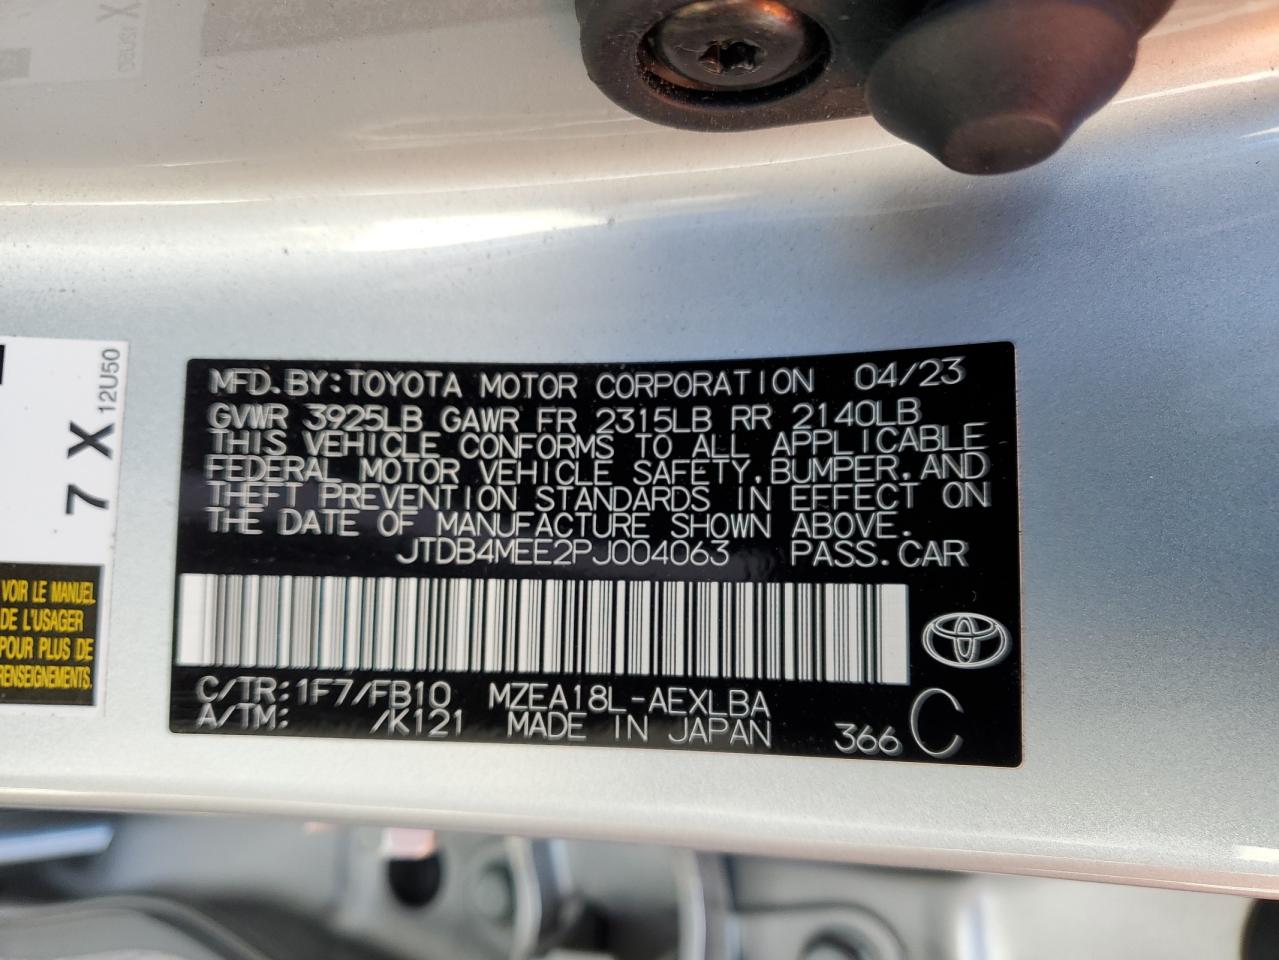 7 X 12U50
VOIR LE MANUEL
DE L'USAGER
POUR PLUS DE
RENSEIGNEMENTS.
MFD.BY:TOYOTA MOTOR CORPORATION 04/23
GVWR 3925LB GAWR FR 2315LB RR 2140LB
THIS VEHICLE CONFORMS TO ALL APPLICABLE
FEDERAL MOTOR VEHICLE SAFETY,BUMPER,AND
THEFT PREVENTION STANDARDS IN EFFECT ON
THE DATE OF MANUFACTURE SHOWN ABOVE.
JTDB4MEE2PJ004063 PASS.CAR
C/TR:1F7/FB10 MZEA18L-AEXLBA
A/TM: /K121 MADE IN JAPAN 366 C